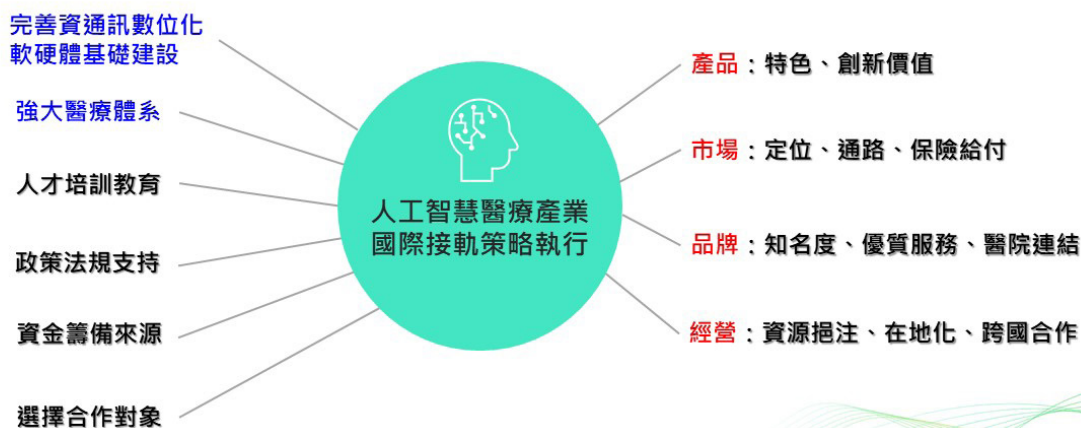 完善資通訊數位化
軟硬體基礎建設
強大醫療體系
人才培訓教育
政策法規支持
資金籌備來源
選擇合作對象
人工智慧醫療產業
國際接軌策略執行
產品：特色、創新價值
市場：定位、通路、保險給付
品牌：知名度、優質服務、醫院連結
經營：資源挹注、在地化、跨國合作